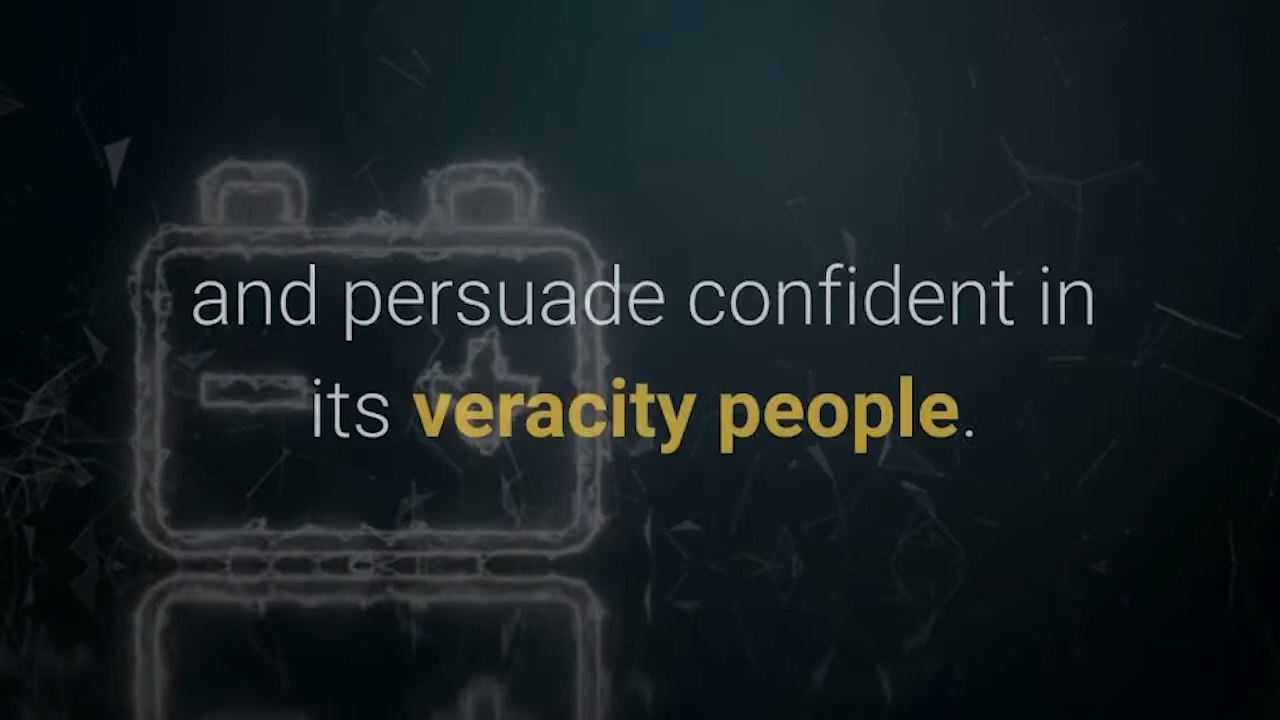 and persuade confident in
its veracity people.